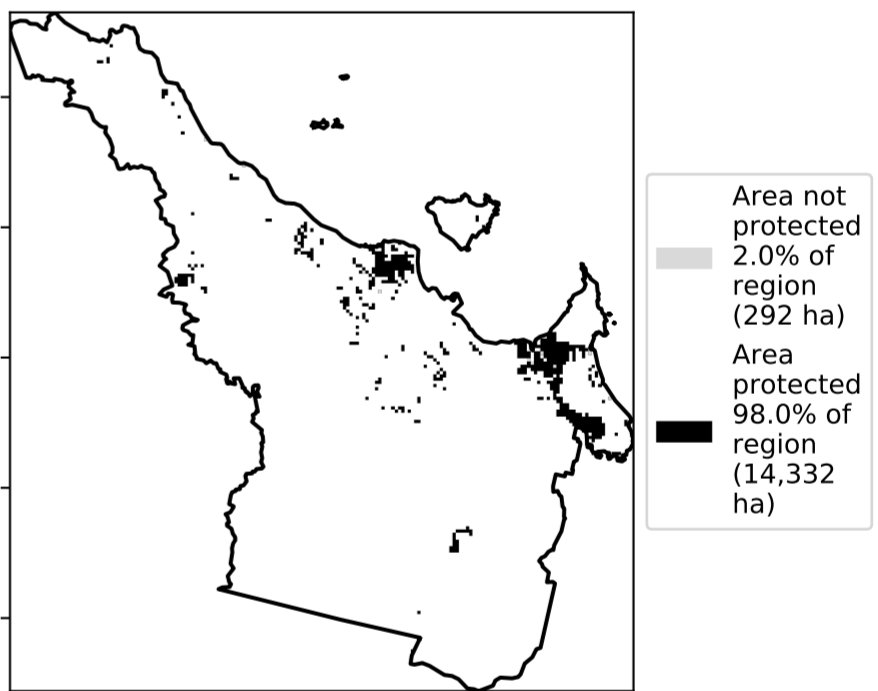 Area not
protected
2.0% of
region
(292 ha)
Area
protected
98.0% of
region
(14,332
ha)